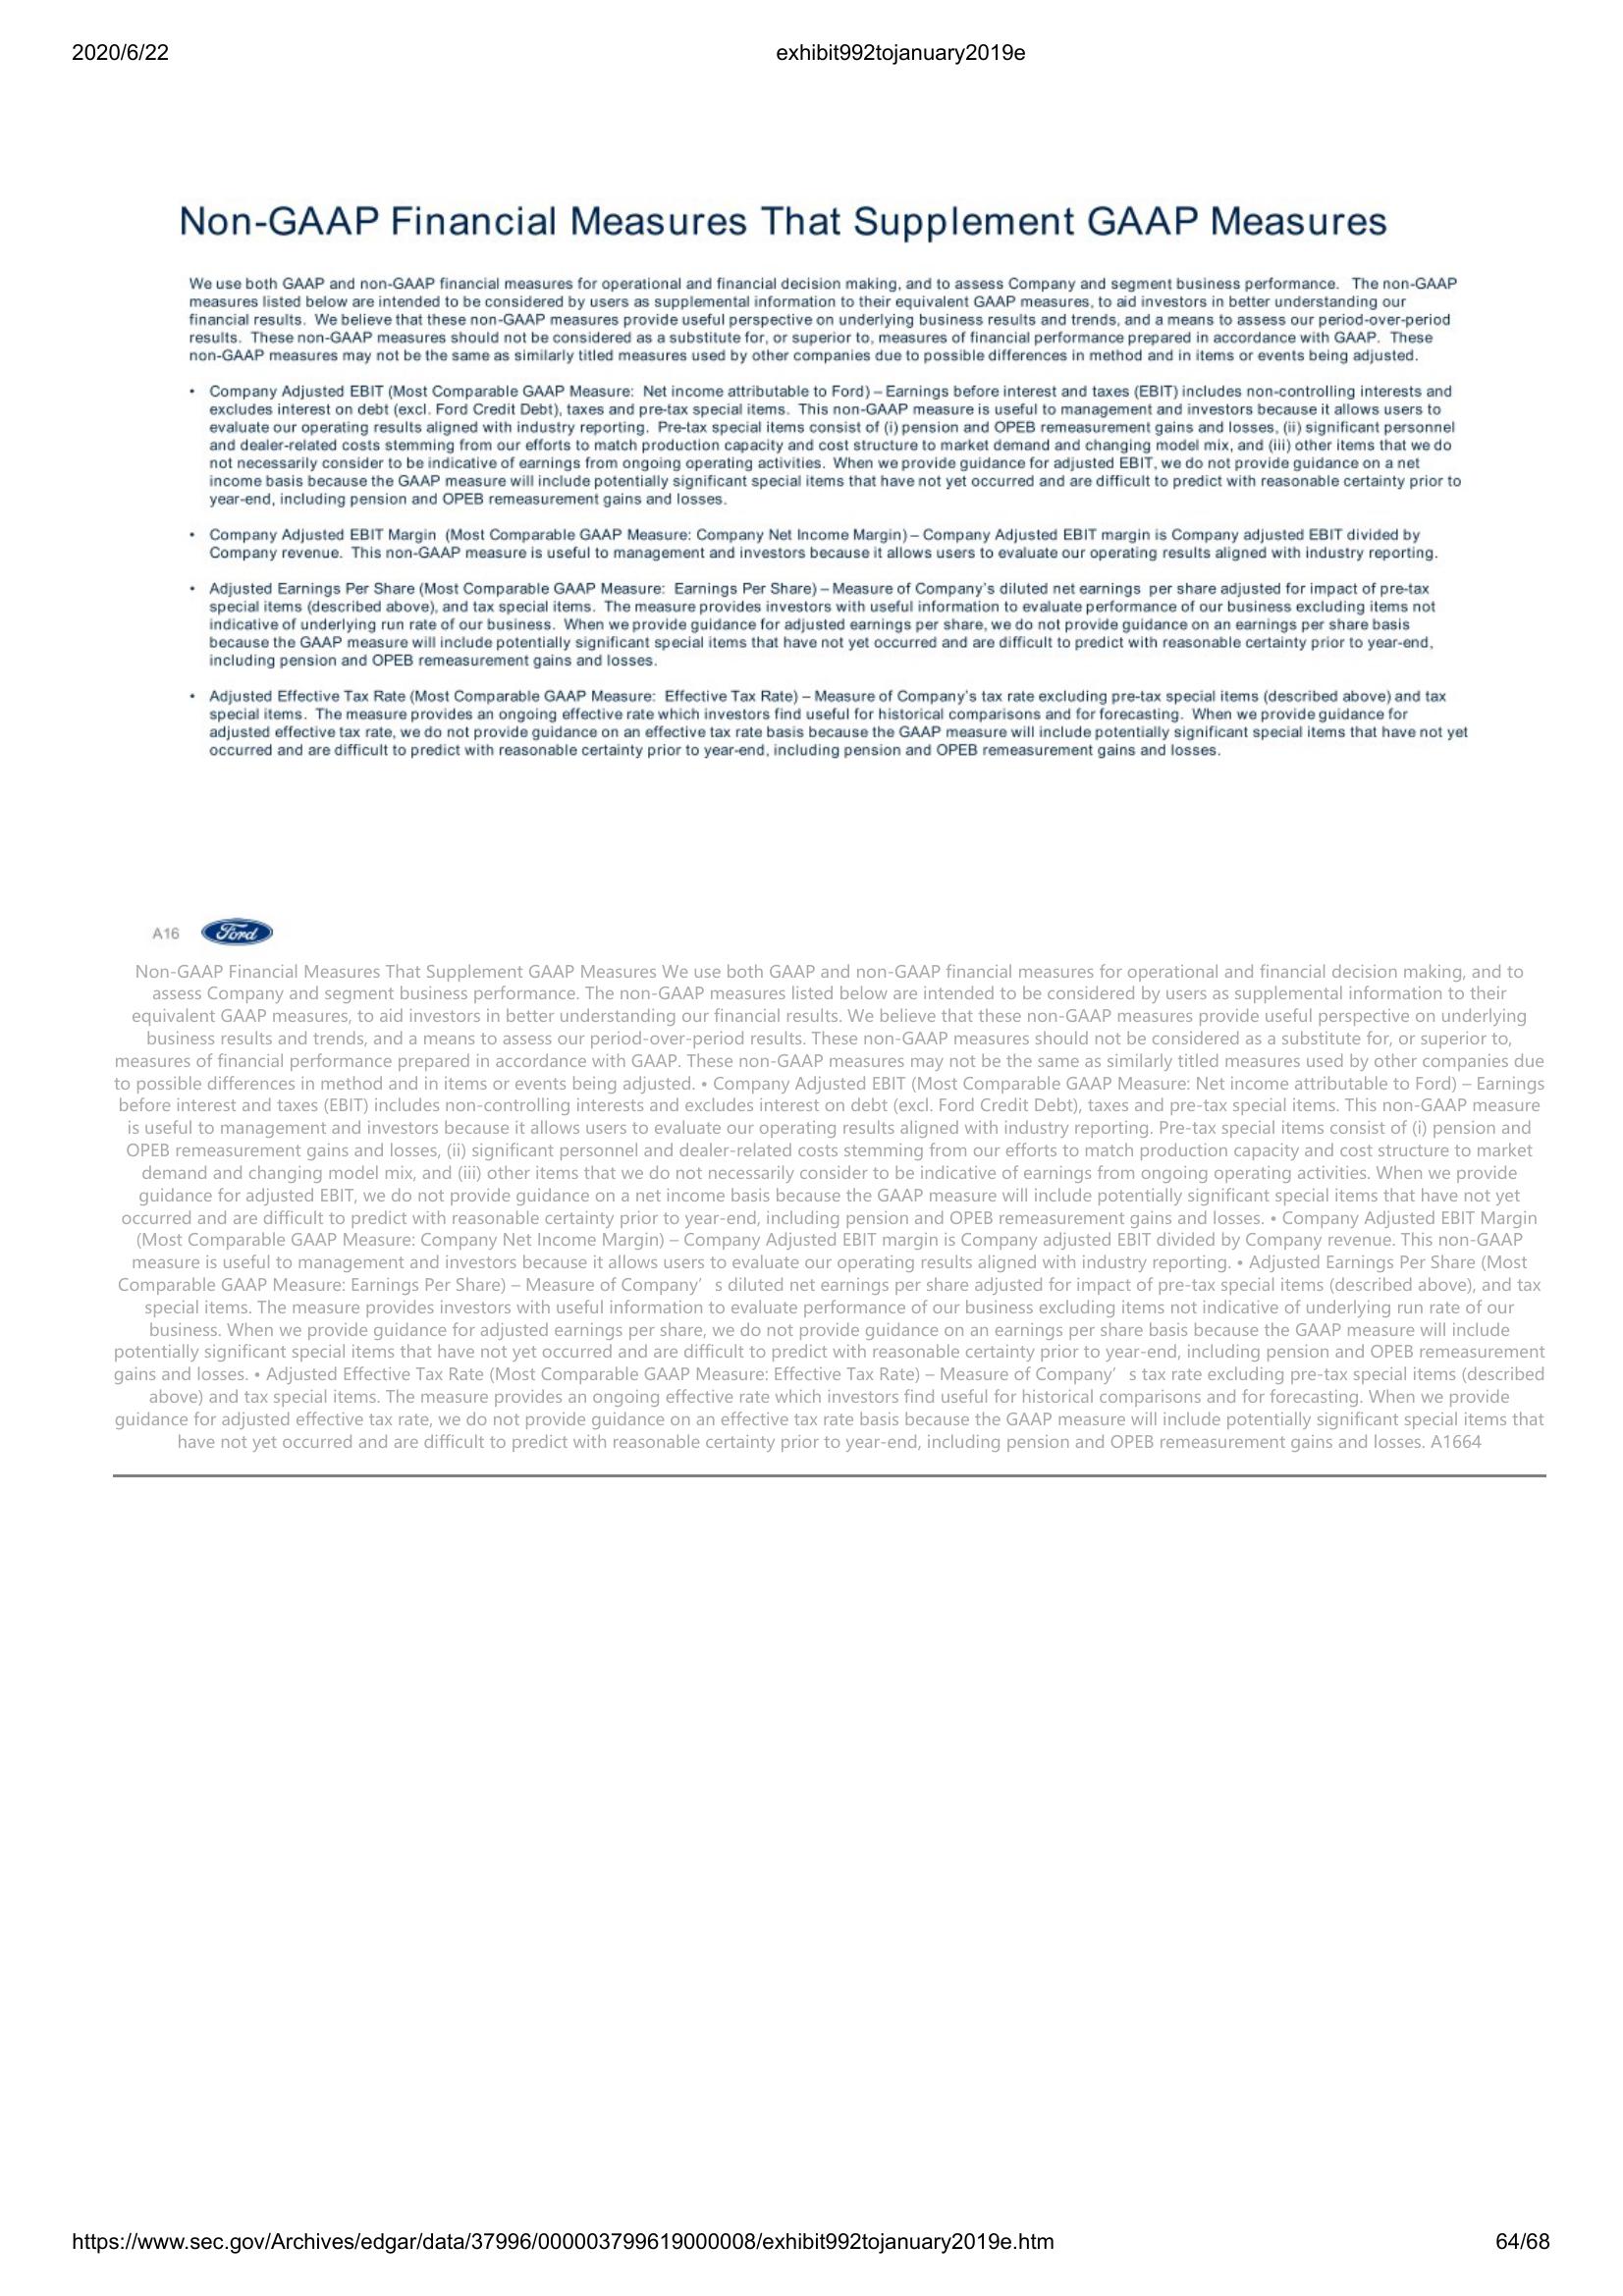 2020/6/22 exhibit992tojanuary2019e
Non-GAAP Financial Measures That Supplement GAAP Measures
We use both GAAP and non-GAAP financial measures for operational and financial decision making, and to assess Company and segment business performance.   The non-GAAP
measures listed below are intended to be considered by users as supplemental information to their equivalent GAAP measures, to aid investors in better understanding our
financial results.  We believe that these non-GAAP measures provide useful perspective on underlying business results and trends, and a means to assess our period-over-period
results.  These non-GAAP measures should not be considered as a substitute for, or superior to, measures of financial performance prepared in accordance with GAAP.  These
non-GAAP measures may not be the same as similarly titled measures used by other companies due to possible differences in method and in items or events being adjusted.
• Company Adjusted EBIT (Most Comparable GAAP Measure:  Net income attributable to Ford) – Earnings before interest and taxes (EBIT) includes non-controlling interests and
excludes interest on debt (excl. Ford Credit Debt), taxes and pre-tax special items.  This non-GAAP measure is useful to management and investors because it allows users to
evaluate our operating results aligned with industry reporting.  Pre-tax special items consist of (i) pension and OPEB remeasurement gains and losses, (ii) significant personnel
and dealer-related costs stemming from our efforts to match production capacity and cost structure to market demand and changing model mix, and (iii) other items that we do
not necessarily consider to be indicative of earnings from ongoing operating activities.  When we provide guidance for adjusted EBIT, we do not provide guidance on a net
income basis because the GAAP measure will include potentially significant special items that have not yet occurred and are difficult to predict with reasonable certainty prior to
year-end, including pension and OPEB remeasurement gains and losses.
• Company Adjusted EBIT Margin  (Most Comparable GAAP Measure: Company Net Income Margin) – Company Adjusted EBIT margin is Company adjusted EBIT divided by
Company revenue.  This non-GAAP measure is useful to management and investors because it allows users to evaluate our operating results aligned with industry reporting.
• Adjusted Earnings Per Share (Most Comparable GAAP Measure:  Earnings Per Share) – Measure of Company's diluted net earnings  per share adjusted for impact of pre-tax
special items (described above), and tax special items.  The measure provides investors with useful information to evaluate performance of our business excluding items not
indicative of underlying run rate of our business.  When we provide guidance for adjusted earnings per share, we do not provide guidance on an earnings per share basis
because the GAAP measure will include potentially significant special items that have not yet occurred and are difficult to predict with reasonable certainty prior to year-end,
including pension and OPEB remeasurement gains and losses.
• Adjusted Effective Tax Rate (Most Comparable GAAP Measure:  Effective Tax Rate) – Measure of Company's tax rate excluding pre-tax special items (described above) and tax
special items.  The measure provides an ongoing effective rate which investors find useful for historical comparisons and for forecasting.  When we provide guidance for
adjusted effective tax rate, we do not provide guidance on an effective tax rate basis because the GAAP measure will include potentially significant special items that have not yet
occurred and are difficult to predict with reasonable certainty prior to year-end, including pension and OPEB remeasurement gains and losses.
A16 Ford
Non-GAAP Financial Measures That Supplement GAAP Measures We use both GAAP and non-GAAP financial measures for operational and financial decision making, and to
assess Company and segment business performance. The non-GAAP measures listed below are intended to be considered by users as supplemental information to their
equivalent GAAP measures, to aid investors in better understanding our financial results. We believe that these non-GAAP measures provide useful perspective on underlying
business results and trends, and a means to assess our period-over-period results. These non-GAAP measures should not be considered as a substitute for, or superior to,
measures of financial performance prepared in accordance with GAAP. These non-GAAP measures may not be the same as similarly titled measures used by other companies due
to possible differences in method and in items or events being adjusted. • Company Adjusted EBIT (Most Comparable GAAP Measure: Net income attributable to Ford) – Earnings
before interest and taxes (EBIT) includes non-controlling interests and excludes interest on debt (excl. Ford Credit Debt), taxes and pre-tax special items. This non-GAAP measure
is useful to management and investors because it allows users to evaluate our operating results aligned with industry reporting. Pre-tax special items consist of (i) pension and
OPEB remeasurement gains and losses, (ii) significant personnel and dealer-related costs stemming from our efforts to match production capacity and cost structure to market
demand and changing model mix, and (iii) other items that we do not necessarily consider to be indicative of earnings from ongoing operating activities. When we provide
guidance for adjusted EBIT, we do not provide guidance on a net income basis because the GAAP measure will include potentially significant special items that have not yet
occurred and are difficult to predict with reasonable certainty prior to year-end, including pension and OPEB remeasurement gains and losses. • Company Adjusted EBIT Margin
(Most Comparable GAAP Measure: Company Net Income Margin) – Company Adjusted EBIT margin is Company adjusted EBIT divided by Company revenue. This non-GAAP
measure is useful to management and investors because it allows users to evaluate our operating results aligned with industry reporting. • Adjusted Earnings Per Share (Most
Comparable GAAP Measure: Earnings Per Share) – Measure of Company’ s diluted net earnings per share adjusted for impact of pre-tax special items (described above), and tax
special items. The measure provides investors with useful information to evaluate performance of our business excluding items not indicative of underlying run rate of our
business. When we provide guidance for adjusted earnings per share, we do not provide guidance on an earnings per share basis because the GAAP measure will include
potentially significant special items that have not yet occurred and are difficult to predict with reasonable certainty prior to year-end, including pension and OPEB remeasurement
gains and losses. • Adjusted Effective Tax Rate (Most Comparable GAAP Measure: Effective Tax Rate) – Measure of Company’ s tax rate excluding pre-tax special items (described
above) and tax special items. The measure provides an ongoing effective rate which investors find useful for historical comparisons and for forecasting. When we provide
guidance for adjusted effective tax rate, we do not provide guidance on an effective tax rate basis because the GAAP measure will include potentially significant special items that
have not yet occurred and are difficult to predict with reasonable certainty prior to year-end, including pension and OPEB remeasurement gains and losses. A1664
https://www.sec.gov/Archives/edgar/data/37996/000003799619000008/exhibit992tojanuary2019e.htm 64/68